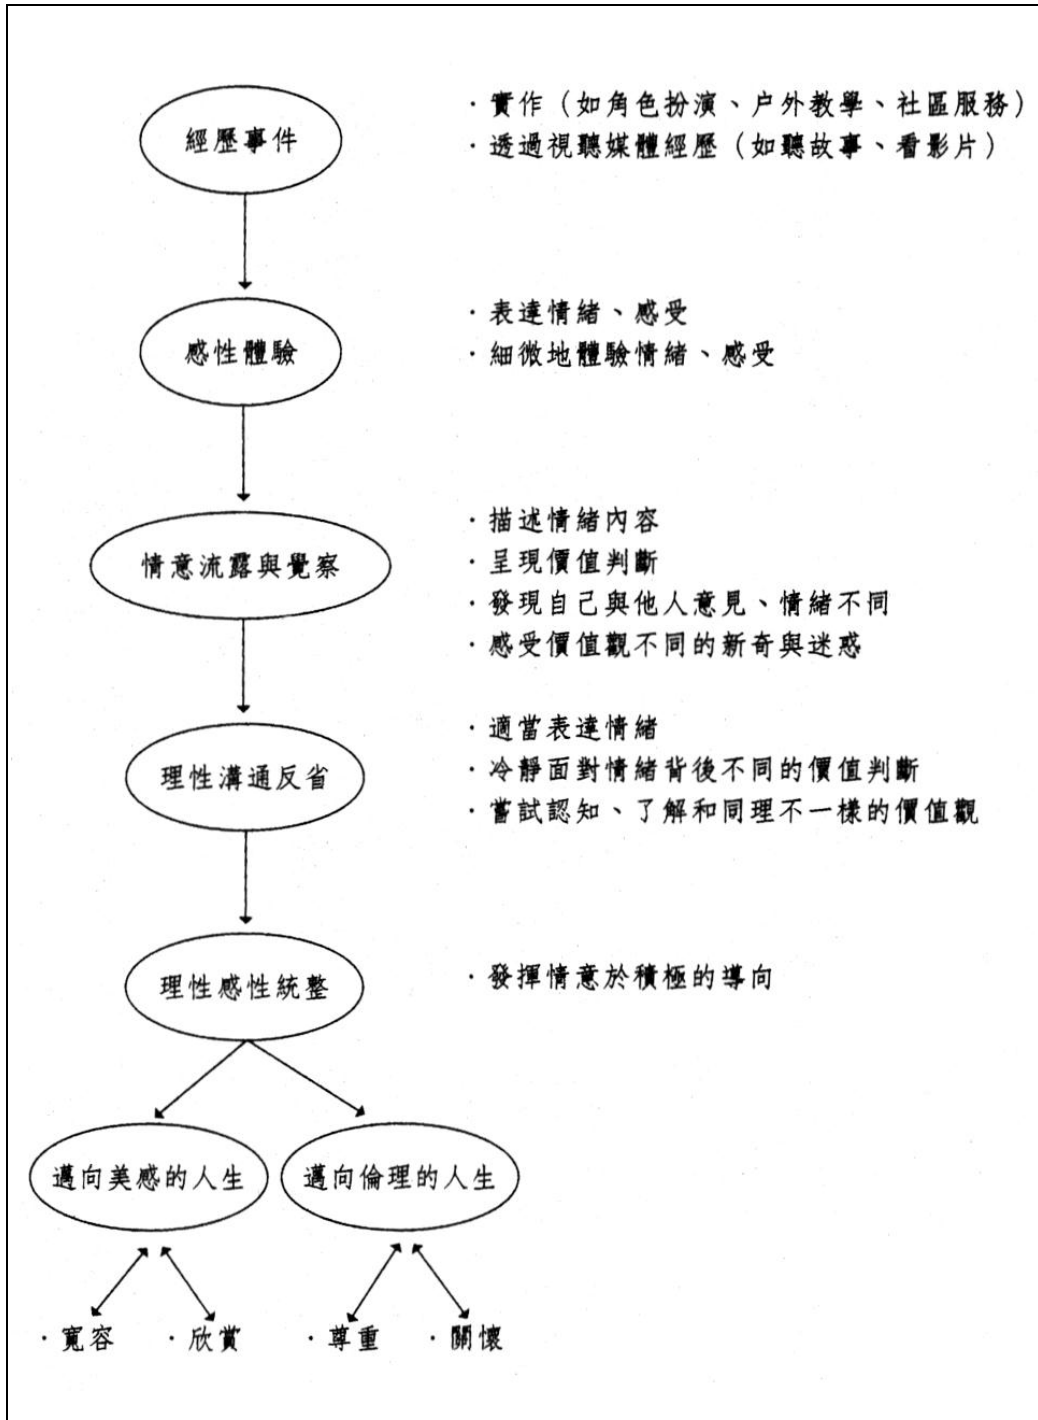 經歷事件
·實作（如角色扮演、户外教學、社區服務）
·透過視聽媒體經歷（如聽故事、看影片）
感性體驗
·表達情緒、感受
·細微地體驗情緒、感受
情意流露與覺察
·描述情緒內容
·呈現價值判斷
·發現自己與他人意見、情緒不同
·感受價值觀不同的新奇與迷惑
理性溝通反省
·適當表達情緒
·冷靜面對情緒背後不同的價值判斷
·嘗試認知、了解和同理不一樣的價值觀
理性感性統整
·發揮情意於積極的導向
邁向美感的人生
邁向倫理的人生
·寬容
·欣賞
·尊重
·關懷